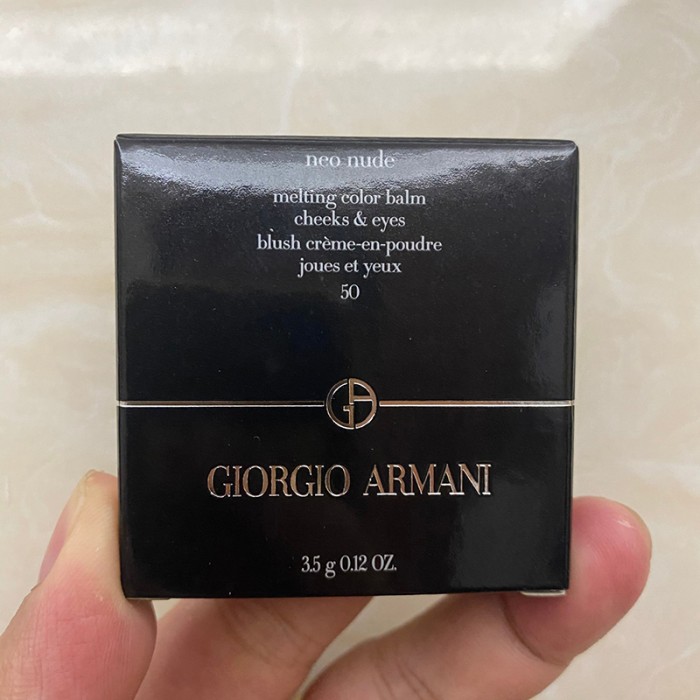 neo nude
melting color balm
cheeks & eyes
blush crème-en-poudre
joues et yeux
50
GA
GIORGIO ARMANI
3.5 g 0.12 OZ.